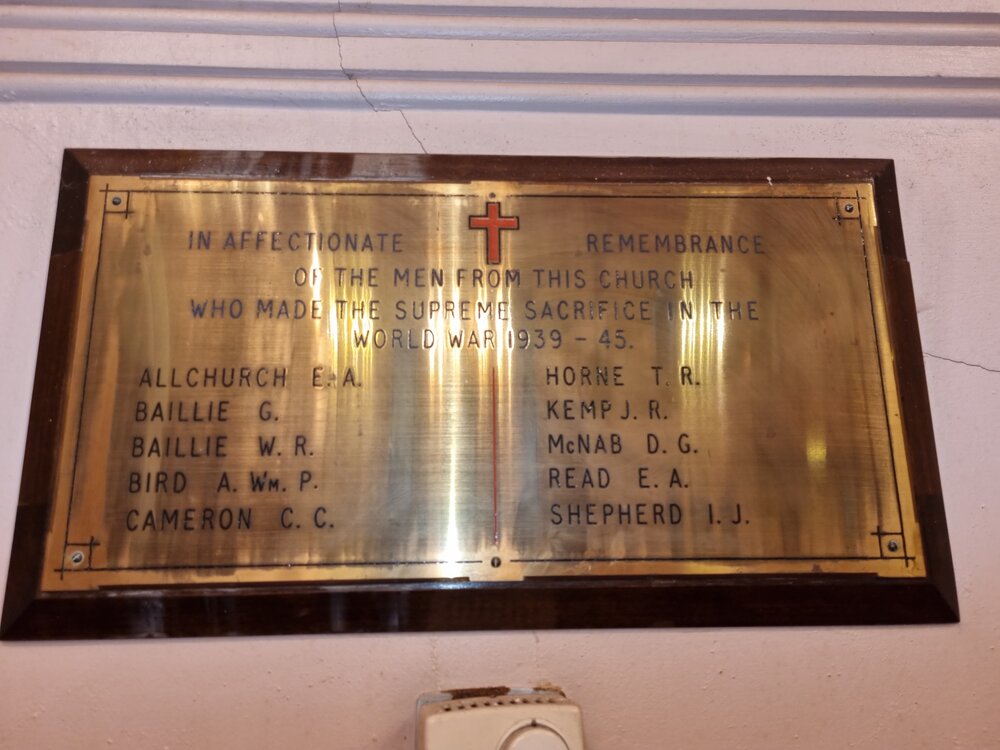 IN AFFECTIONATE REMEMBRANCE
OF THE MEN FROM THIS CHURCH
WHO MADE THE SUPREME SACRIFICE IN THE
WORLD WAR 1939 - 45.
ALLCHURCH E. A.
BAILLIE G.
BAILLIE W. R.
BIRD A. WM. P.
CAMERON C. C.
HORNE T. R.
KEMP J. R.
McNAB D. G.
READ E. A.
SHEPHERD I. J.